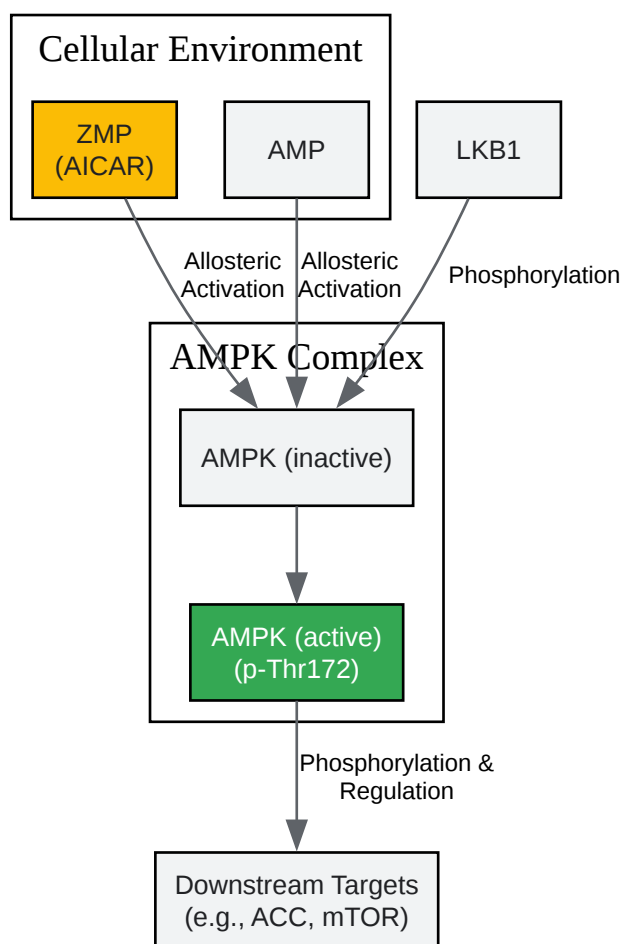 Cellular Environment
ZMP
(AICAR)
AMP
LKB1
Allosteric
Activation
Allosteric
Activation
Phosphorylation
AMPK Complex
AMPK (inactive)
AMPK (active)
(p-Thr172)
Phosphorylation &
Regulation
Downstream Targets
(e.g., ACC, mTOR)